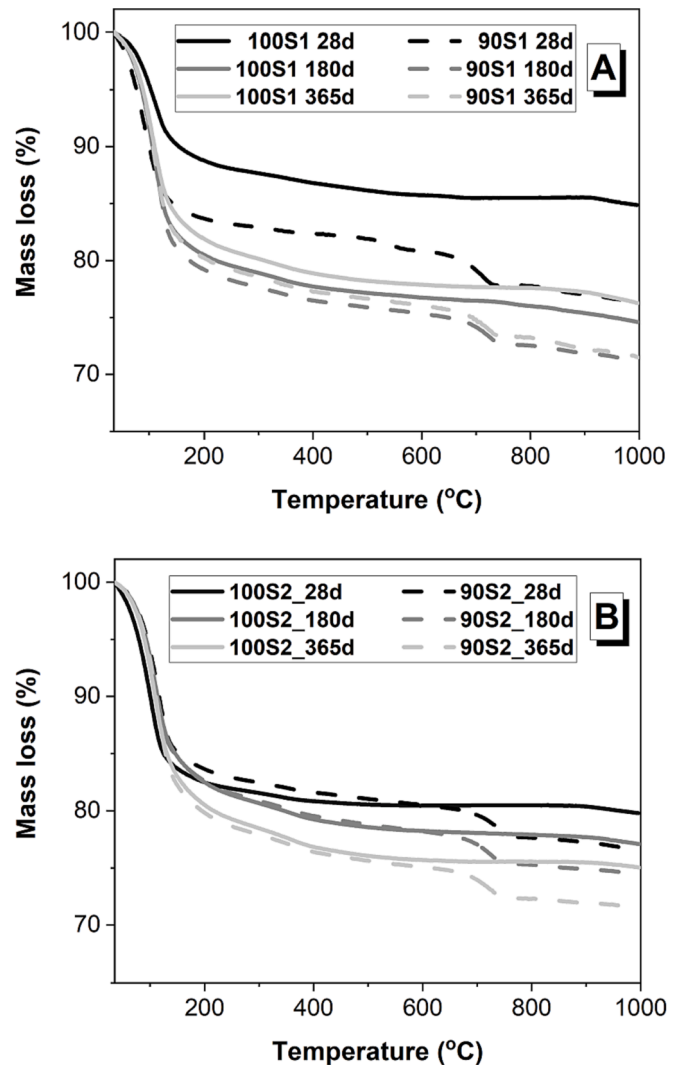 100S1 28d 90S1 28d
100S1 180d 90S1 180d
100S1 365d 90S1 365d
A
100
90
80
70
Mass loss (%)
200 400 600 800 1000
Temperature (°C)
100S2_28d 90S2_28d
100S2_180d 90S2_180d
100S2_365d 90S2_365d
B
100
90
80
70
Mass loss (%)
200 400 600 800 1000
Temperature (°C)